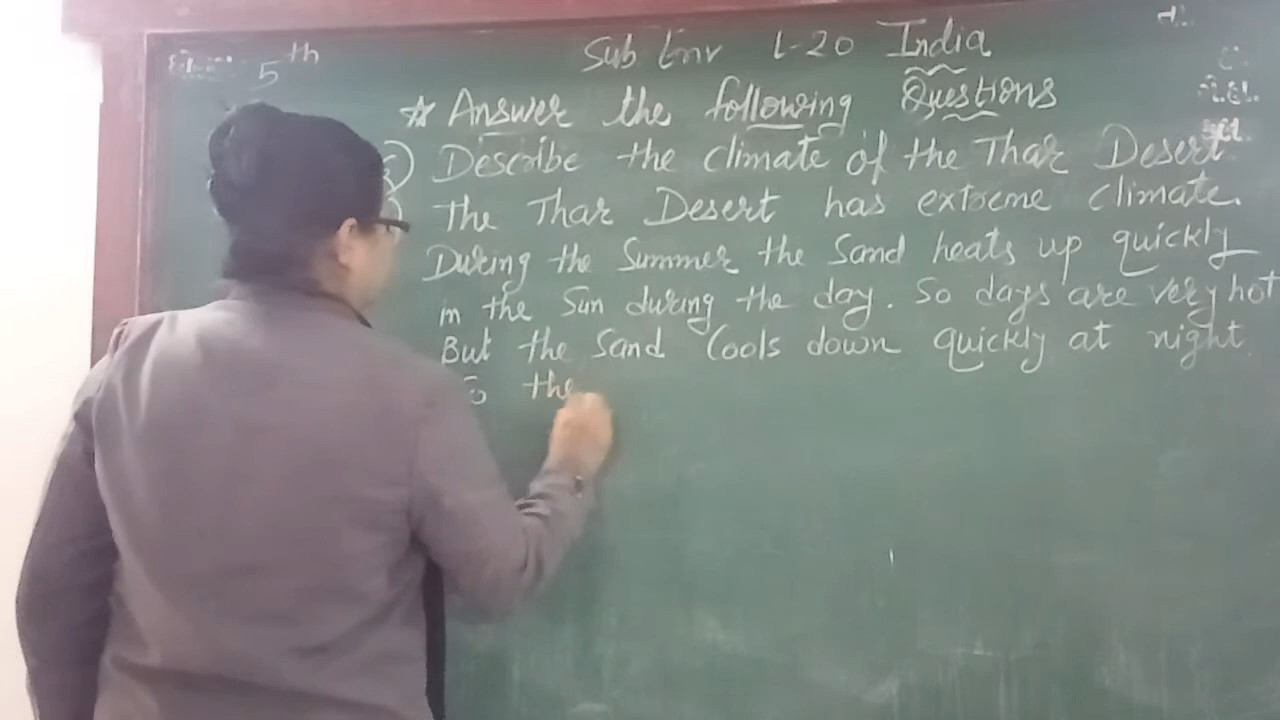 5th
Sub Env L-20 India
☆ Answer the following Questions
Describe the climate of the Thar Desert
The Thar Desert has extreme climate.
During the Summer the Sand heats up quickly
in the Sun during the day. So days are very hot
But the Sand Cools down quickly at night.
So the